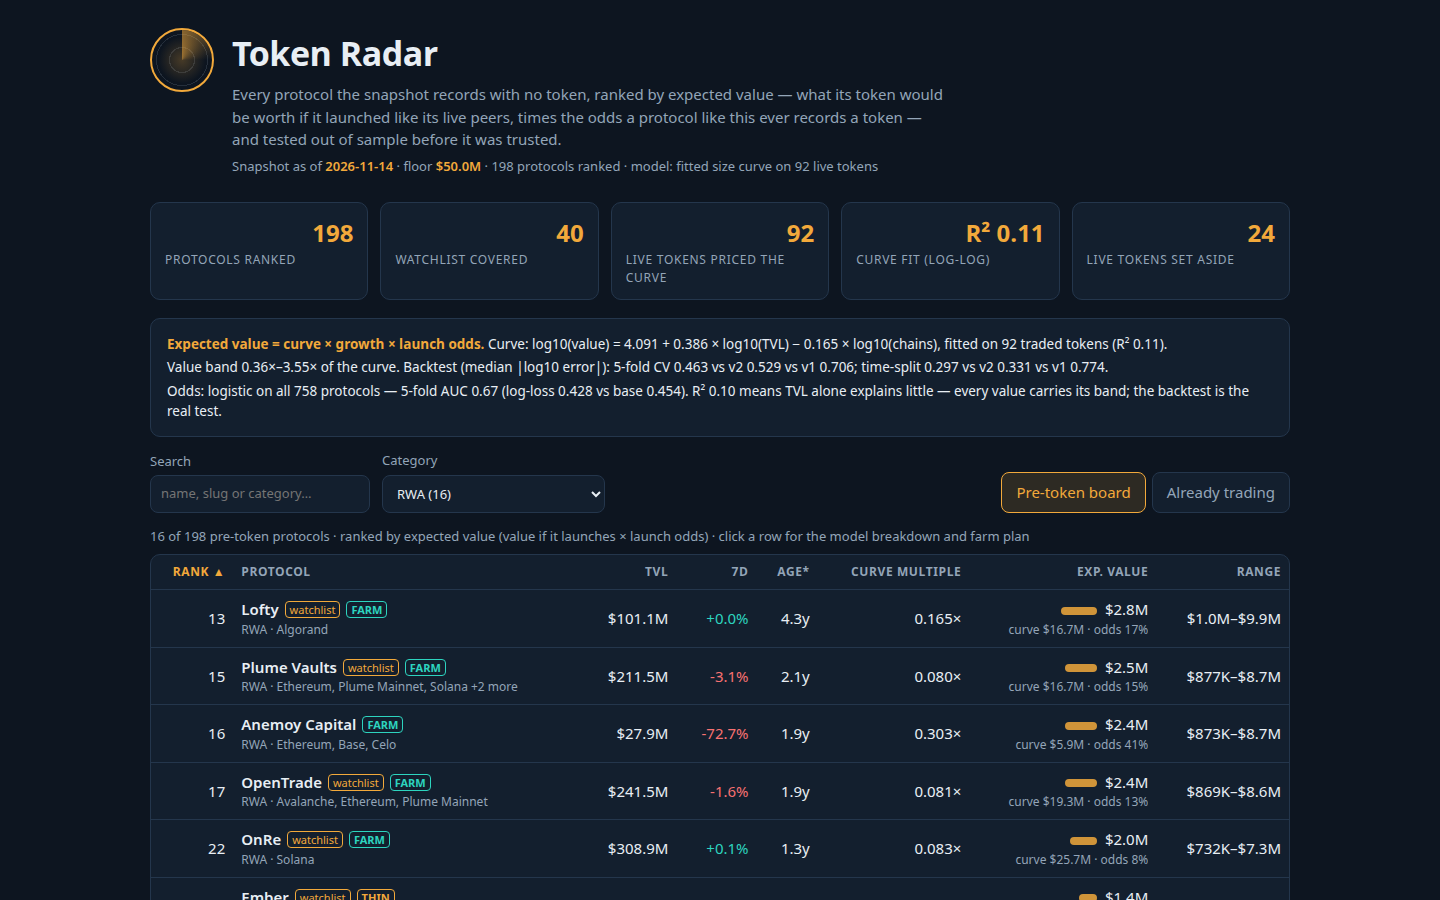 Token Radar
Every protocol the snapshot records with no token, ranked by expected value — what its token would
be worth if it launched like its live peers, times the odds a protocol like this ever records a token —
and tested out of sample before it was trusted.
Snapshot as of 2026-11-14 · floor $50.0M · 198 protocols ranked · model: fitted size curve on 92 live tokens
198
PROTOCOLS RANKED
40
WATCHLIST COVERED
92
LIVE TOKENS PRICED THE
CURVE
R² 0.11
CURVE FIT (LOG-LOG)
24
LIVE TOKENS SET ASIDE
Expected value = curve × growth × launch odds. Curve: log10(value) = 4.091 + 0.386 × log10(TVL) − 0.165 × log10(chains), fitted on 92 traded tokens (R² 0.11).
Value band 0.36×–3.55× of the curve. Backtest (median |log10 error|): 5-fold CV 0.463 vs v2 0.529 vs v1 0.706; time-split 0.297 vs v2 0.331 vs v1 0.774.
Odds: logistic on all 758 protocols — 5-fold AUC 0.67 (log-loss 0.428 vs base 0.454). R² 0.10 means TVL alone explains little — every value carries its band; the backtest is the
real test.
Search
Category
name, slug or category...
RWA (16)
Pre-token board
Already trading
16 of 198 pre-token protocols · ranked by expected value (value if it launches × launch odds) · click a row for the model breakdown and farm plan
RANK ▲ PROTOCOL TVL 7D AGE* CURVE MULTIPLE EXP. VALUE RANGE
13 Lofty watchlist FARM $101.1M +0.0% 4.3y 0.165× $2.8M $1.0M–$9.9M
RWA · Algorand curve $16.7M · odds 17%
15 Plume Vaults watchlist FARM $211.5M -3.1% 2.1y 0.080× $2.5M $877K–$8.7M
RWA · Ethereum, Plume Mainnet, Solana +2 more curve $16.7M · odds 15%
16 Anemoy Capital FARM $27.9M -72.7% 1.9y 0.303× $2.4M $873K–$8.7M
RWA · Ethereum, Base, Celo curve $5.9M · odds 41%
17 OpenTrade watchlist FARM $241.5M -1.6% 1.9y 0.081× $2.4M $869K–$8.6M
RWA · Avalanche, Ethereum, Plume Mainnet curve $19.3M · odds 13%
22 OnRe watchlist FARM $308.9M +0.1% 1.3y 0.083× $2.0M $732K–$7.3M
RWA · Solana curve $25.7M · odds 8%
Ember watchlist THIN $1.4M